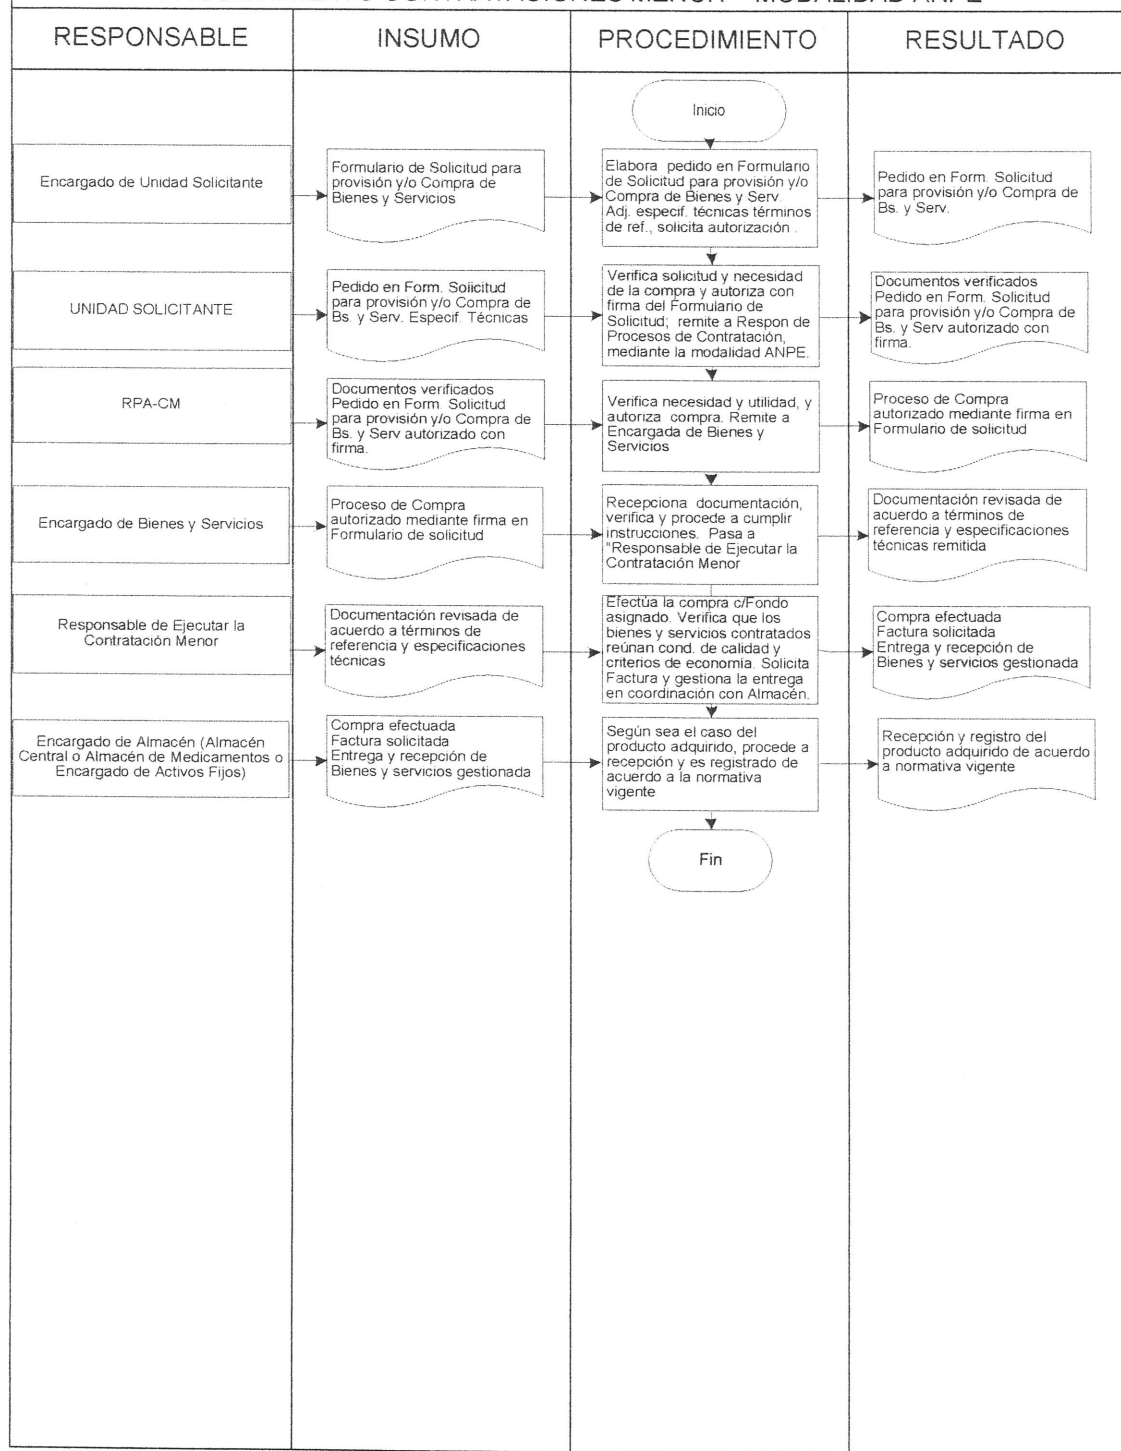 CONTRATACIONES MENOR – MODALIDAD ANPE
RESPONSABLE
INSUMO
PROCEDIMIENTO
RESULTADO
Inicio
Encargado de Unidad Solicitante
Formulario de Solicitud para
provisión y/o Compra de
Bienes y Servicios
Elabora pedido en Formulario
de Solicitud para provisión y/o
Compra de Bienes y Serv.
Adj. especif. técnicas términos
de ref., solicita autorización .
Pedido en Form. Solicitud
para provisión y/o Compra de
Bs. y Serv.
UNIDAD SOLICITANTE
Pedido en Form. Solicitud
para provisión y/o Compra de
Bs. y Serv. Especif. Técnicas
Verifica solicitud y necesidad
de la compra y autoriza con
firma del Formulario de
Solicitud; remite a Respon de
Procesos de Contratación,
mediante la modalidad ANPE.
Documentos verificados
Pedido en Form. Solicitud
para provisión y/o Compra de
Bs. y Serv autorizado con
firma.
RPA-CM
Documentos verificados
Pedido en Form. Solicitud
para provisión y/o Compra de
Bs. y Serv autorizado con
firma.
Verifica necesidad y utilidad, y
autoriza compra. Remite a
Encargada de Bienes y
Servicios
Proceso de Compra
autorizado mediante firma en
Formulario de solicitud
Encargado de Bienes y Servicios
Proceso de Compra
autorizado mediante firma en
Formulario de solicitud
Recepciona documentación,
verifica y procede a cumplir
instrucciones. Pasa a
"Responsable de Ejecutar la
Contratación Menor
Documentación revisada de
acuerdo a términos de
referencia y especificaciones
técnicas remitida
Responsable de Ejecutar la
Contratación Menor
Documentación revisada de
acuerdo a términos de
referencia y especificaciones
técnicas
Efectúa la compra c/Fondo
asignado. Verifica que los
bienes y servicios contratados
reúnan cond. de calidad y
criterios de economía. Solicita
Factura y gestiona la entrega
en coordinación con Almacén.
Compra efectuada
Factura solicitada
Entrega y recepción de
Bienes y servicios gestionada
Encargado de Almacén (Almacén
Central o Almacén de Medicamentos o
Encargado de Activos Fijos)
Compra efectuada
Factura solicitada
Entrega y recepción de
Bienes y servicios gestionada
Según sea el caso del
producto adquirido, procede a
recepción y es registrado de
acuerdo a la normativa
vigente
Recepción y registro del
producto adquirido de acuerdo
a normativa vigente
Fin